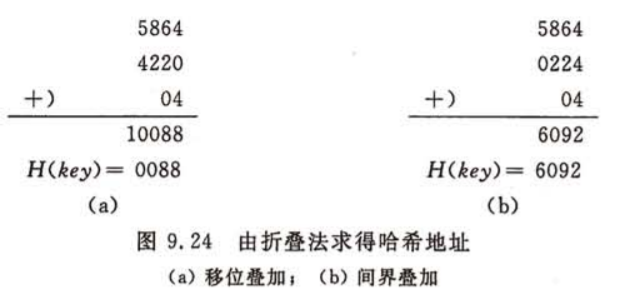 5864
4220
+) 04
10088
H(key)= 0088
(a)
5864
0224
+) 04
6092
H(key)= 6092
(b)
图 9.24 由折叠法求得哈希地址
(a) 移位叠加; (b) 间界叠加